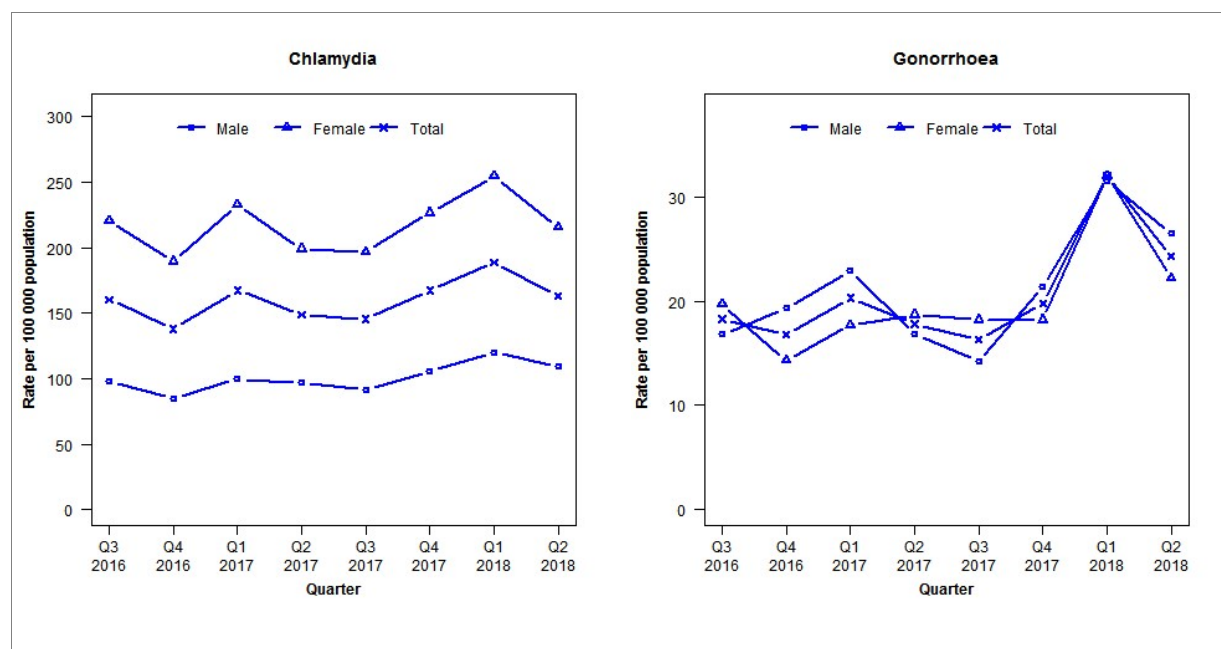 Chlamydia
Rate per 100 000 population
300
250
200
150
100
50
0
Male Female Total
Q3 Q4 Q1 Q2 Q3 Q4 Q1 Q2
2016 2016 2017 2017 2017 2017 2018 2018
Quarter
Gonorrhoea
Rate per 100 000 population
30
20
10
0
Male Female Total
Q3 Q4 Q1 Q2 Q3 Q4 Q1 Q2
2016 2016 2017 2017 2017 2017 2018 2018
Quarter